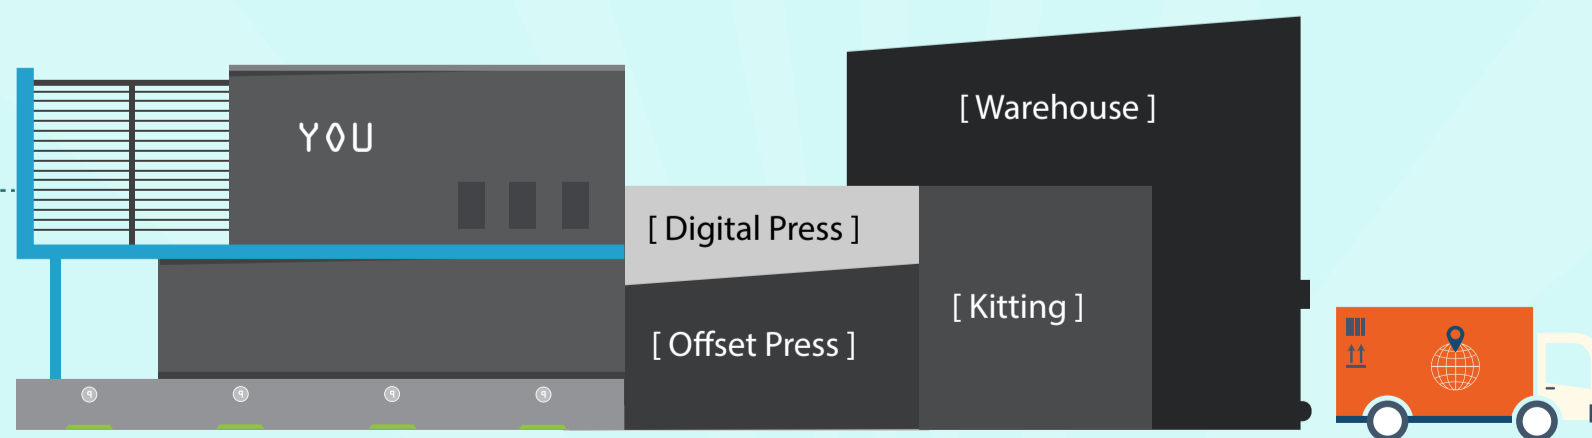 YOU
[ Warehouse ]
[ Digital Press ]
[ Kitting ]
[ Offset Press ]